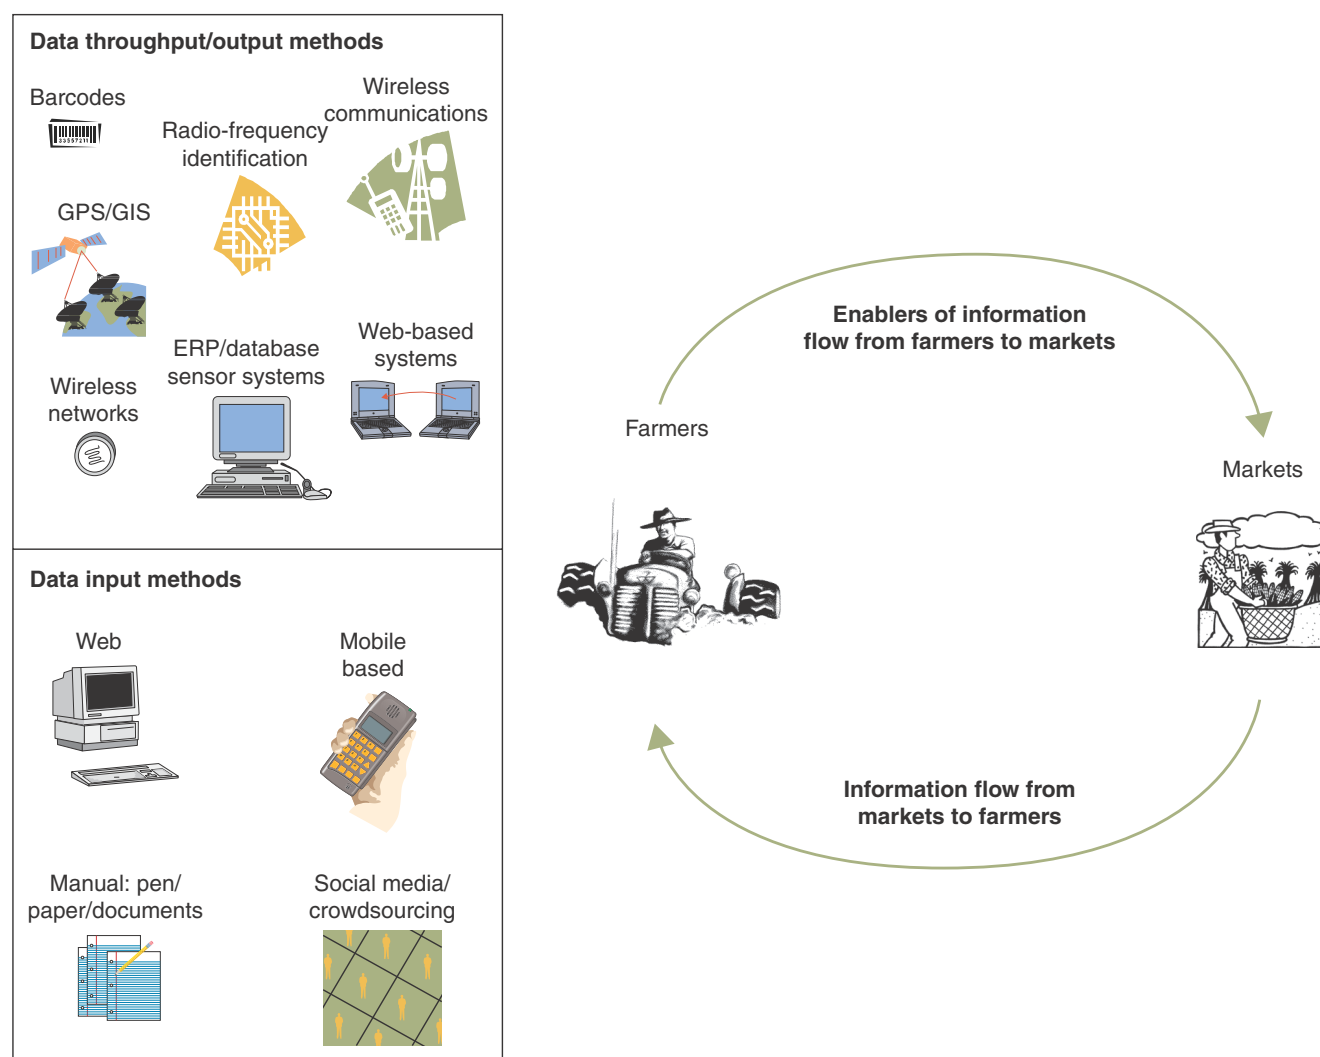 Data throughput/output methods
Barcodes
33557211
Radio-frequency
identification
Wireless
communications
GPS/GIS
Wireless
networks
ERP/database
sensor systems
Web-based
systems
Data input methods
Web
Mobile
based
Manual: pen/
paper/documents
Social media/
crowdsourcing
Enablers of information
flow from farmers to markets
Farmers
Markets
Information flow from
markets to farmers